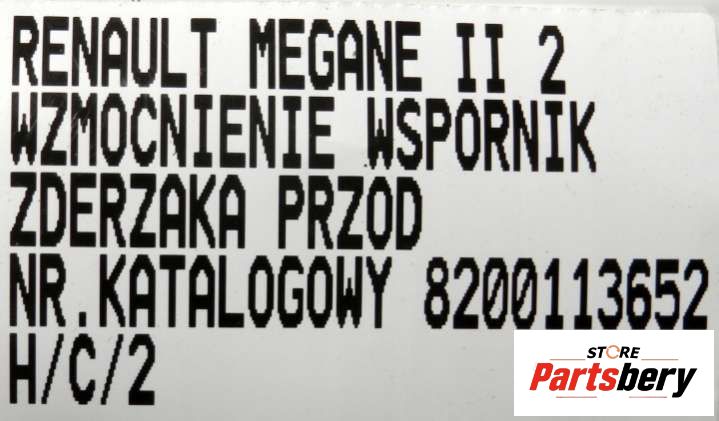 RENAULT MEGANE II 2
WZMOCNIENIE WSPORNIK
ZDERZAKA PRZOD
NR.KATALOGOWY 8200113652
H/C/2
STORE
Partsbery